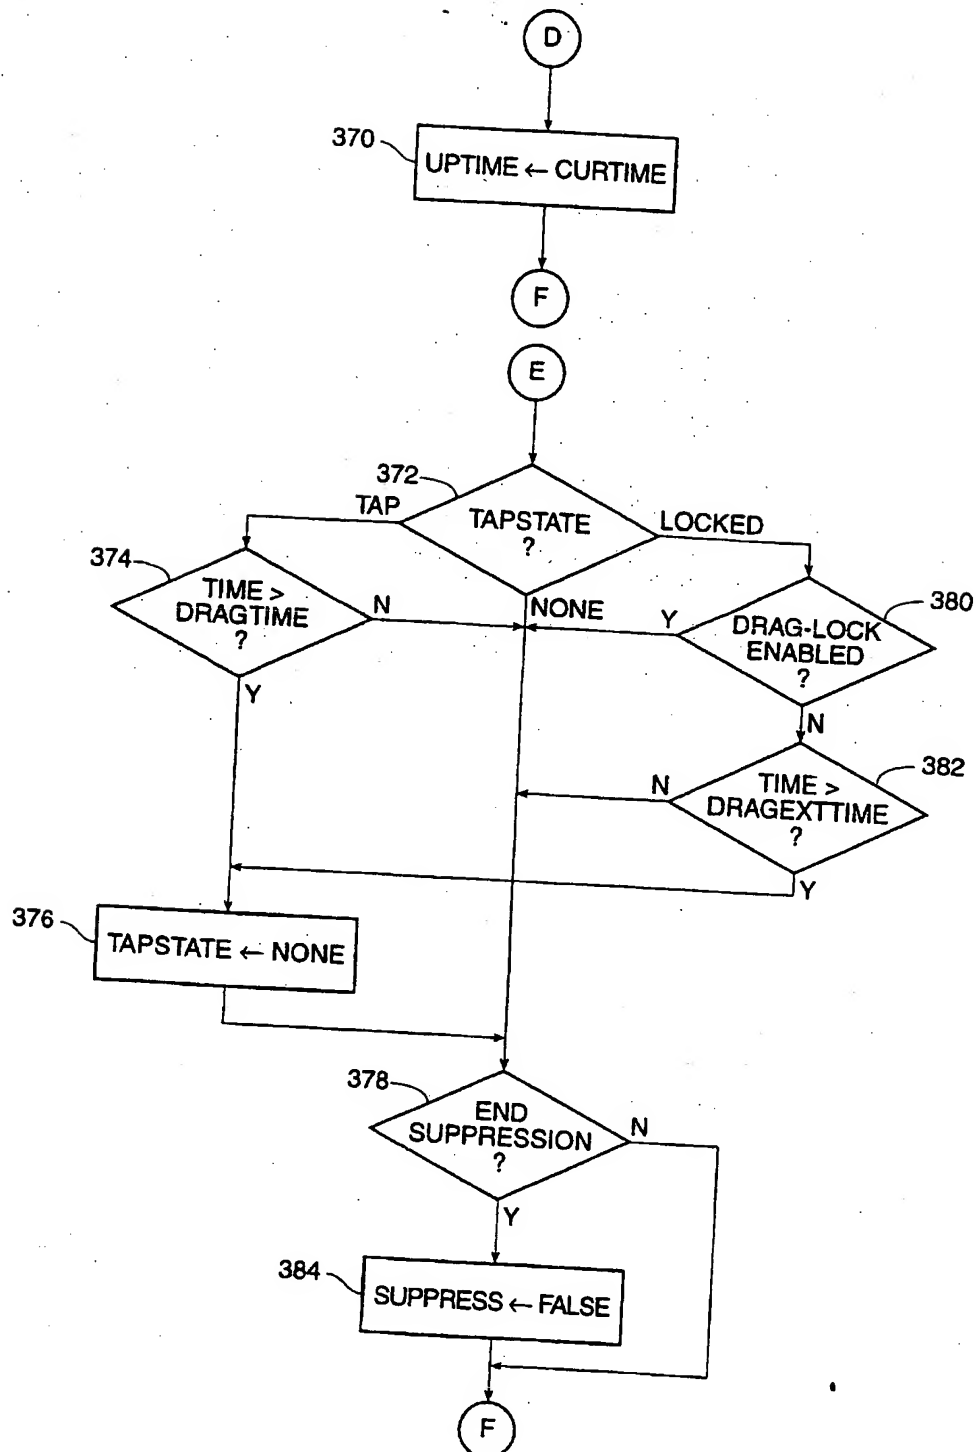 D
370
UPTIME ← CURTIME
F
E
372
TAP
TAPSTATE
?
LOCKED
374
TIME >
DRAGTIME
?
N
NONE
Y
380
DRAG-LOCK
ENABLED
?
Y
N
382
N
TIME >
DRAGEXTTIME
?
Y
376
TAPSTATE ← NONE
378
END
SUPPRESSION
?
N
Y
384
SUPPRESS ← FALSE
F